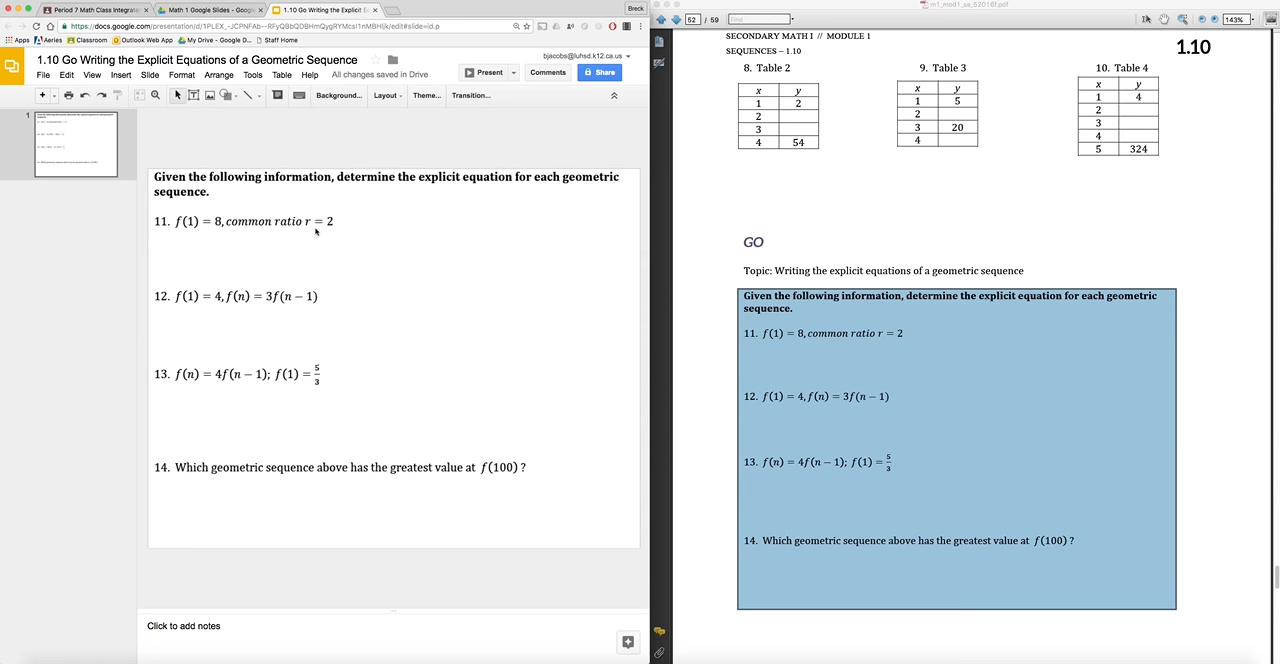 Period 7 Math Class Integrate
Math 1 Google Slides - Google
1.10 Go Writing the Explicit E
Breck
https://docs.google.com/presentation/d/1PLEX_-JCPNFAb--RFyQBbQDBHmQygRYMcsI1nMBHljk/edit#slide=id.p
Apps
Aeries
Classroom
Outlook Web App
My Drive - Google D...
Staff Home
1.10 Go Writing the Explicit Equations of a Geometric Sequence
bjacobs@luhsd.k12.ca.us
File Edit View Insert Slide Format Arrange Tools Table Help All changes saved in Drive
Present
Comments
Share
Background...
Layout
Theme...
Transition...
1
Given the following information, determine the explicit equation for each geometric
sequence.
11. f(1) = 8, common ratio r = 2
12. f(1) = 4, f(n) = 3f(n − 1)
13. f(n) = 4f(n − 1); f(1) = 5/3
14. Which geometric sequence above has the greatest value at f(100) ?
Click to add notes
m1_mod1_se_52016f.pdf
52 / 59
Find
143%
SECONDARY MATH I // MODULE 1
SEQUENCES – 1.10
1.10
8. Table 2
x y
1 2
2
3
4 54
9. Table 3
x y
1 5
2
3 20
4
10. Table 4
x y
1 4
2
3
4
5 324
GO
Topic: Writing the explicit equations of a geometric sequence
Given the following information, determine the explicit equation for each geometric
sequence.
11. f(1) = 8, common ratio r = 2
12. f(1) = 4, f(n) = 3f(n − 1)
13. f(n) = 4f(n − 1); f(1) = 5/3
14. Which geometric sequence above has the greatest value at f(100) ?